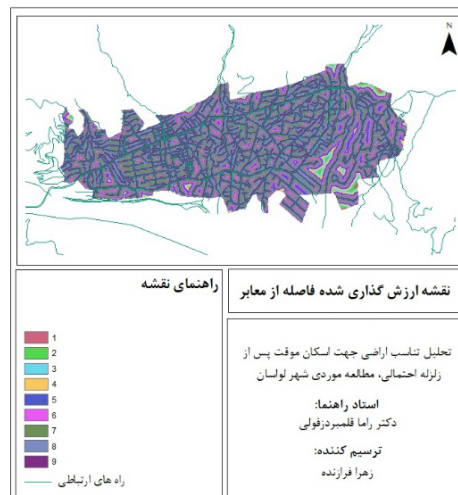 N
نقشه ارزش گذاری شده فاصله از معابر
راهنمای نقشه
1
2
3
4
5
6
7
8
9
راه های ارتباطی
تحلیل تناسب اراضی جهت اسکان موقت پس از
زلزله احتمالی، مطالعه موردی شهر لواسان
استاد راهنما:
دکتر راما قلمبردزفولی
ترسیم کننده:
زهرا فرازنده